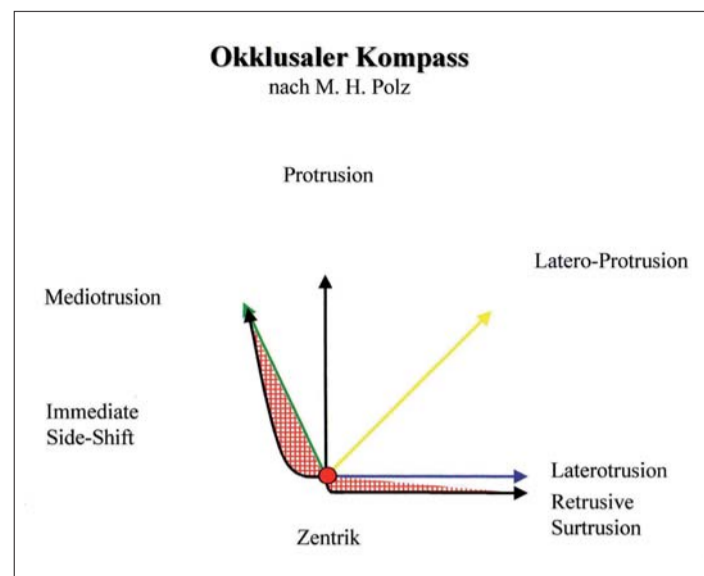 Okklusaler Kompass
nach M. H. Polz
Protrusion
Latero-Protrusion
Mediotrusion
Immediate
Side-Shift
Laterotrusion
Retrusive
Surtrusion
Zentrik